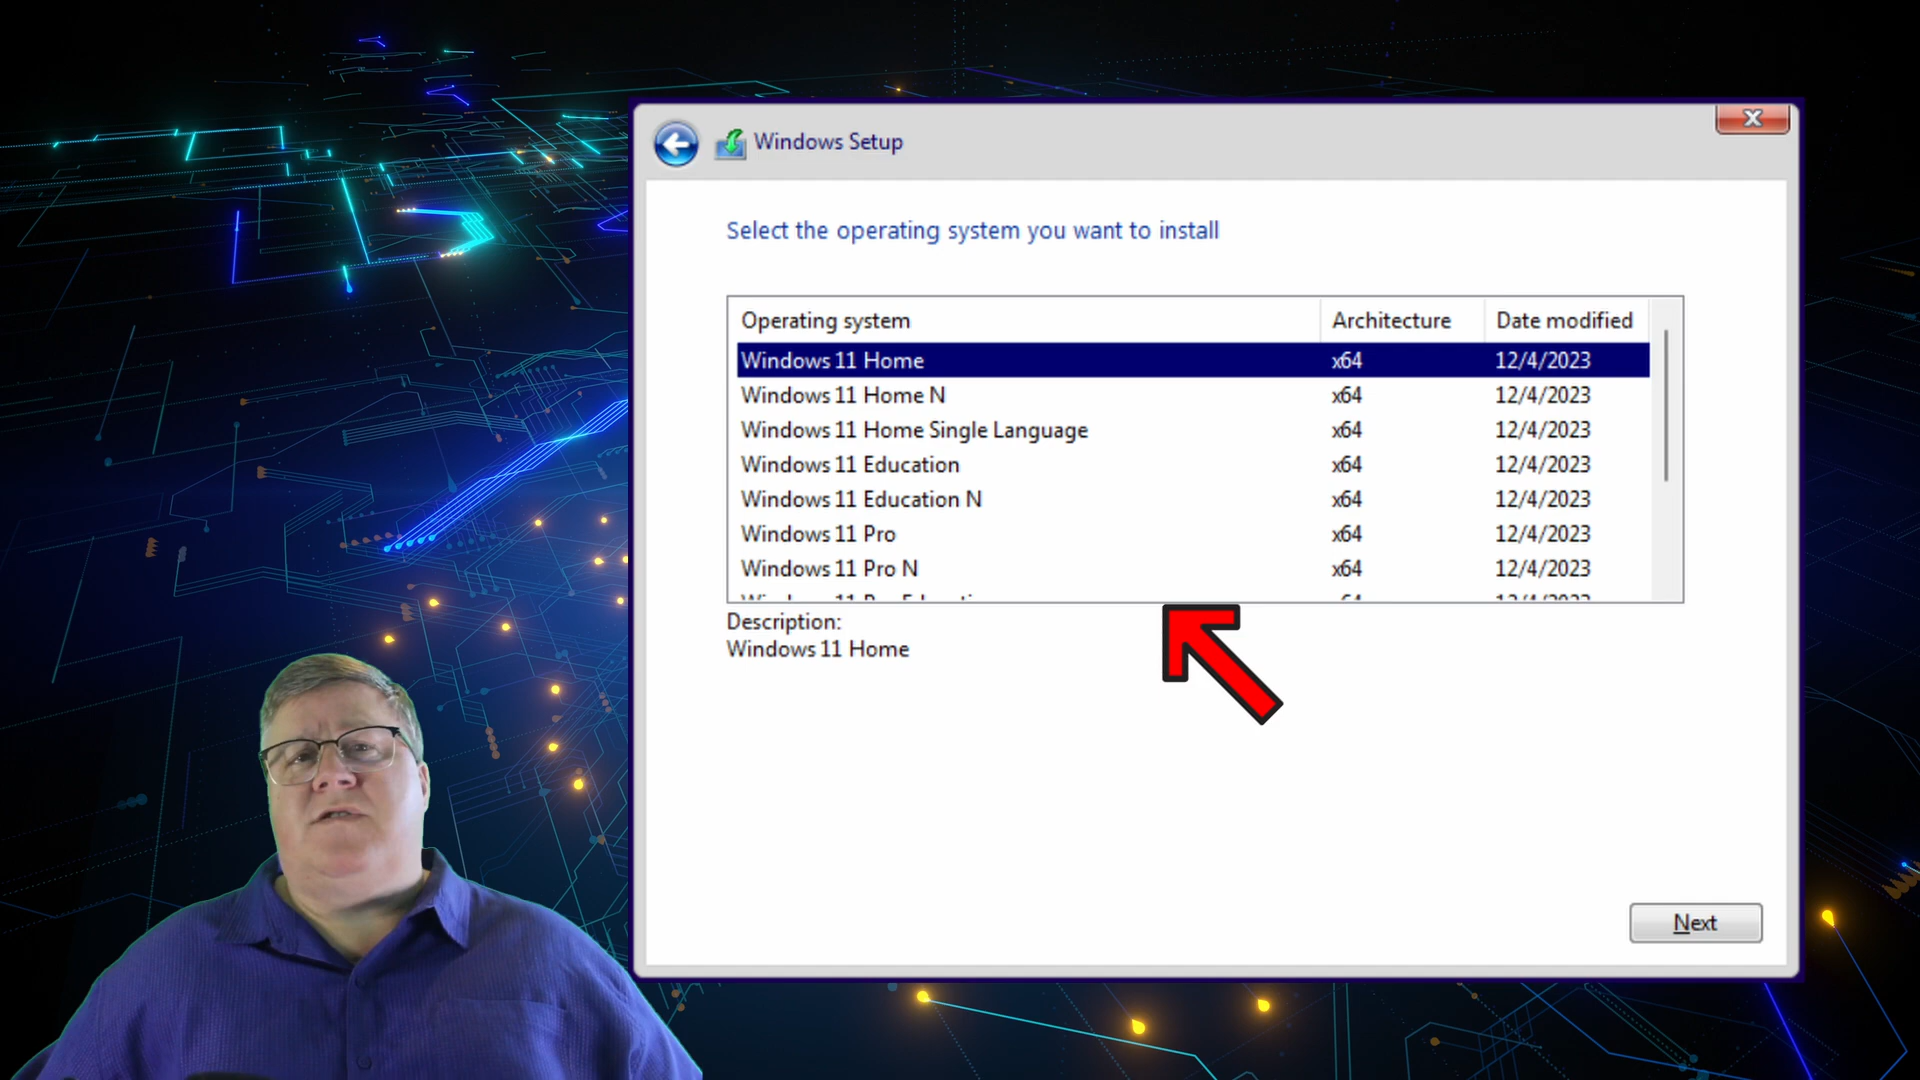 Windows Setup
Select the operating system you want to install
Operating system Architecture Date modified
Windows 11 Home x64 12/4/2023
Windows 11 Home N x64 12/4/2023
Windows 11 Home Single Language x64 12/4/2023
Windows 11 Education x64 12/4/2023
Windows 11 Education N x64 12/4/2023
Windows 11 Pro x64 12/4/2023
Windows 11 Pro N x64 12/4/2023
Description:
Windows 11 Home
Next